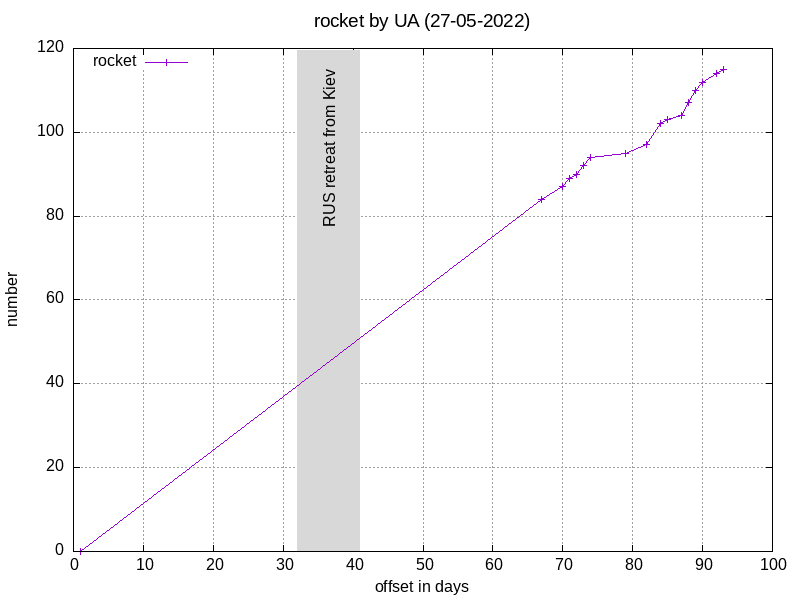 rocket by UA (27-05-2022)
rocket
RUS retreat from Kiev
number
120
100
80
60
40
20
0
0 10 20 30 40 50 60 70 80 90 100
offset in days